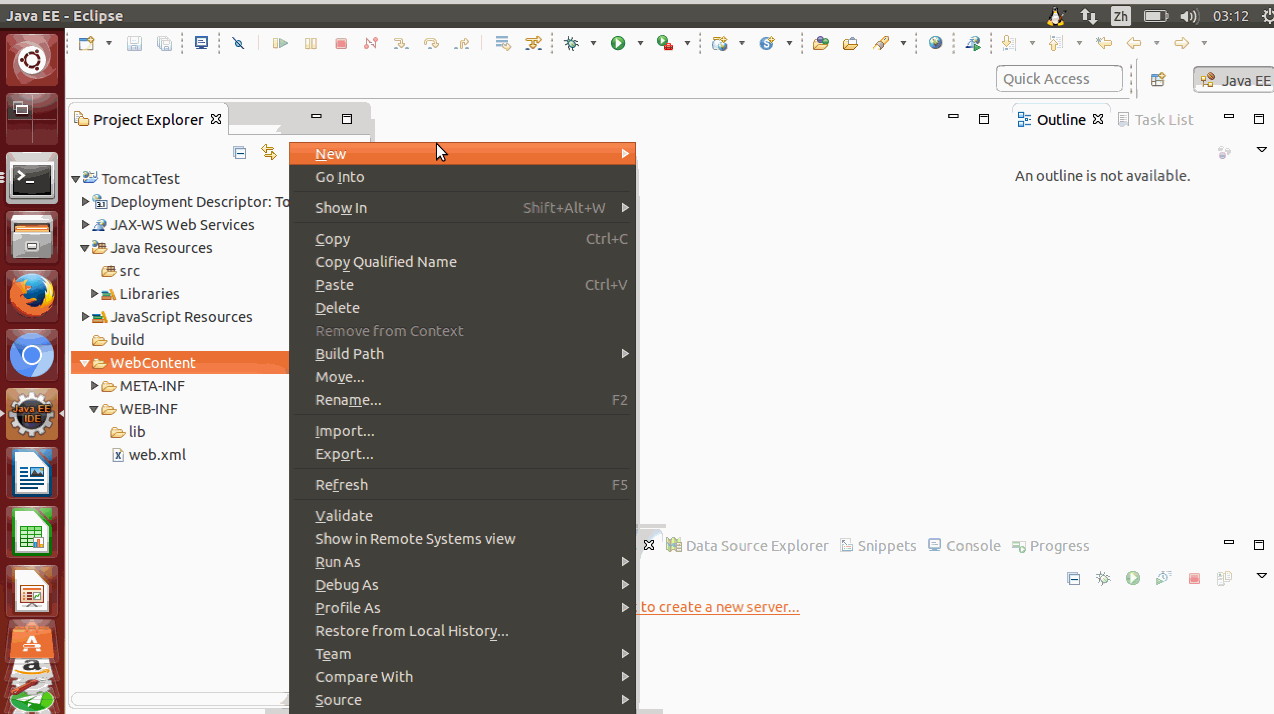 Java EE - Eclipse
Zh
03:12
Quick Access
Java EE
Project Explorer
Outline
Task List
An outline is not available.
TomcatTest
Deployment Descriptor: To
JAX-WS Web Services
Java Resources
src
Libraries
JavaScript Resources
build
WebContent
META-INF
WEB-INF
lib
web.xml
New
Go Into
Show In Shift+Alt+W
Copy Ctrl+C
Copy Qualified Name
Paste Ctrl+V
Delete
Remove from Context
Build Path
Move...
Rename... F2
Import...
Export...
Refresh F5
Validate
Show in Remote Systems view
Run As
Debug As
Profile As
Restore from Local History...
Team
Compare With
Source
Data Source Explorer
Snippets
Console
Progress
to create a new server...
Java EE
IDE